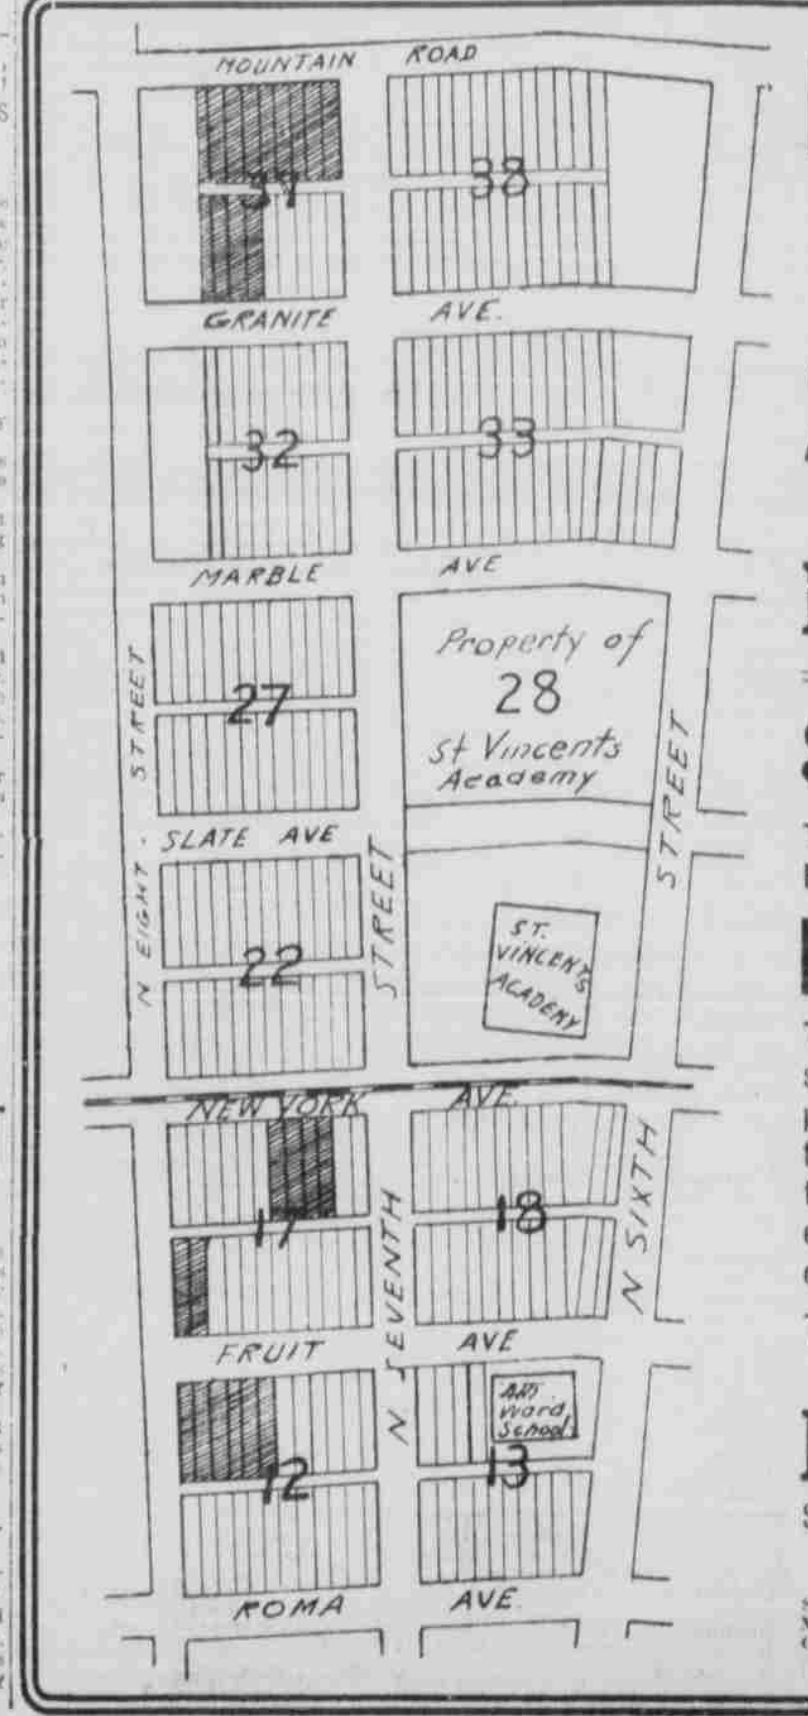 MOUNTAIN ROAD
37 38
GRANITE AVE.
32 33
MARBLE AVE
Property of
28
St Vincents
Academy
27
N EIGHT. STREET
SLATE AVE
STREET
STREET
22
ST.
VINCENTS
ACADEMY
NEW YORK AVE.
17 18
N SEVENTH
N SIXTH
FRUIT AVE
Ward
School
12 13
ROMA AVE.